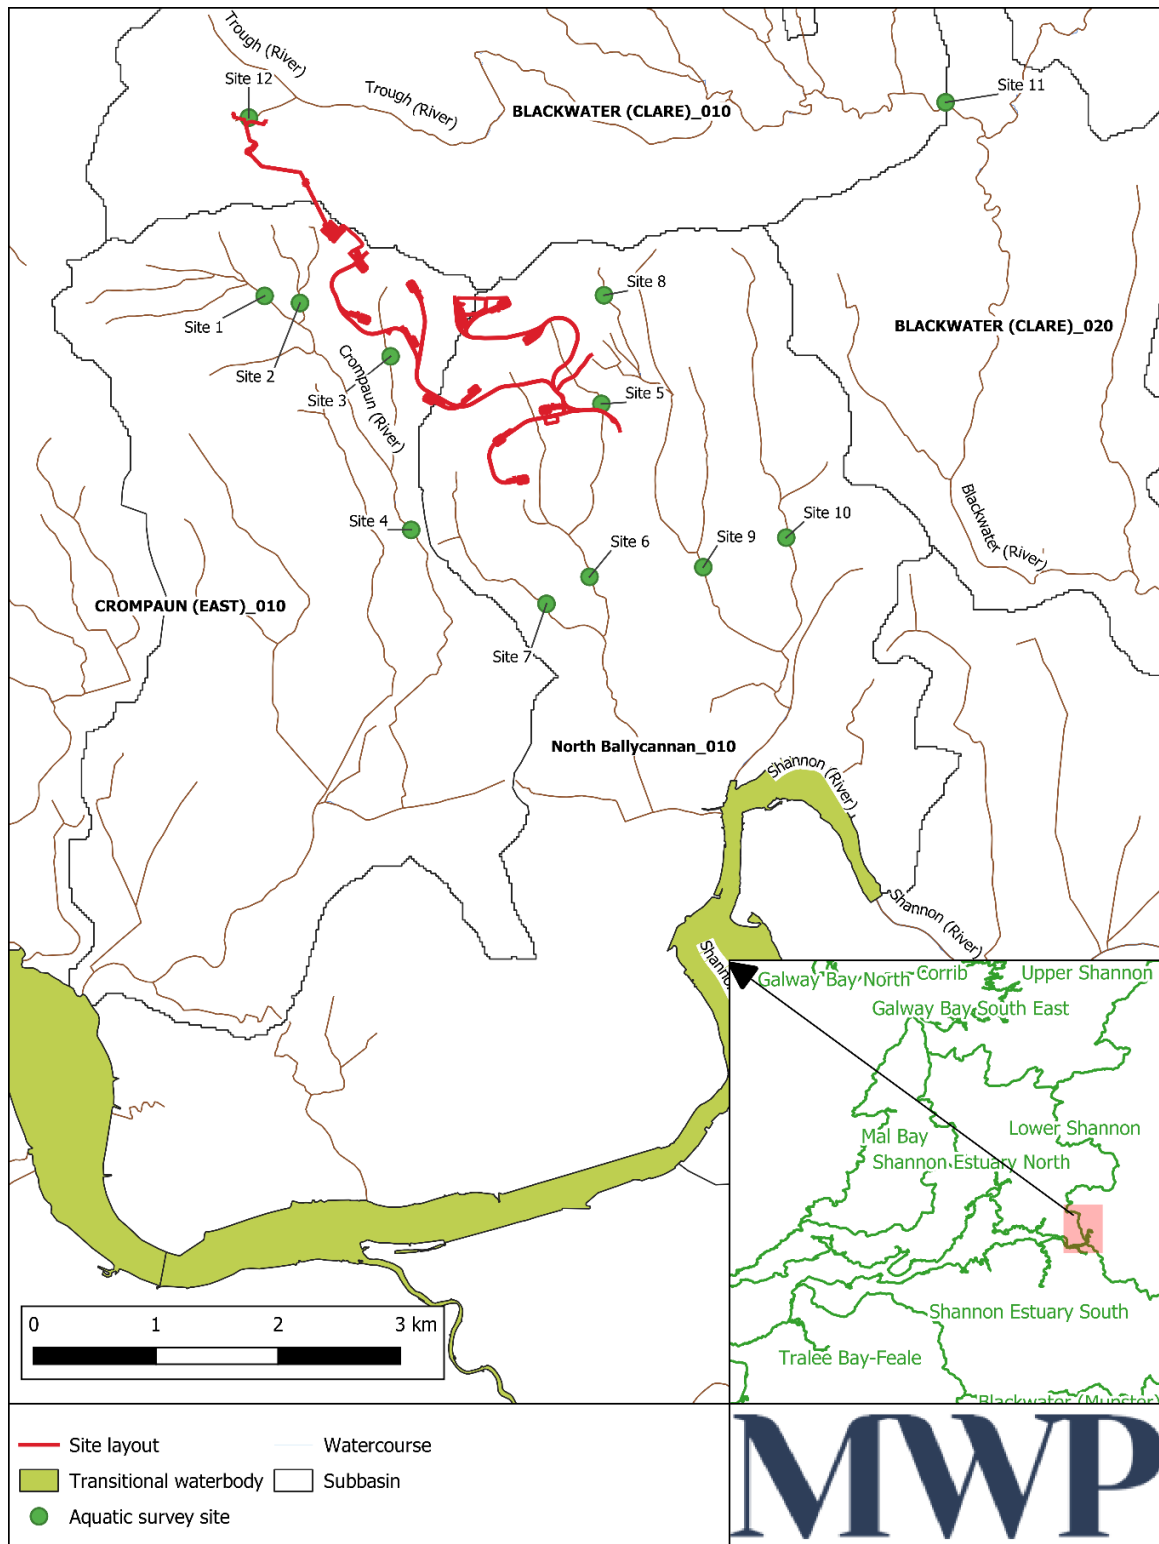 Trough (River)
Site 12
Trough (River)
BLACKWATER (CLARE)_010
Site 11
Site 8
Site 1
BLACKWATER (CLARE)_020
Site 2
Crompaun (River)
Site 3
Site 5
Site 4
Site 10
Blackwater (River)
Site 6
Site 9
CROMPAUN (EAST)_010
Site 7
North Ballycannan_010
Shannon (River)
Shannon (River)
Shanno
Galway Bay North
Corrib
Upper Shannon
Galway Bay South East
Lower Shannon
Mal Bay
Shannon Estuary North
Shannon Estuary South
Tralee Bay-Feale
Blackwater (Munster)
0 1 2 3 km
Site layout
Watercourse
Transitional waterbody
Subbasin
Aquatic survey site
MWP